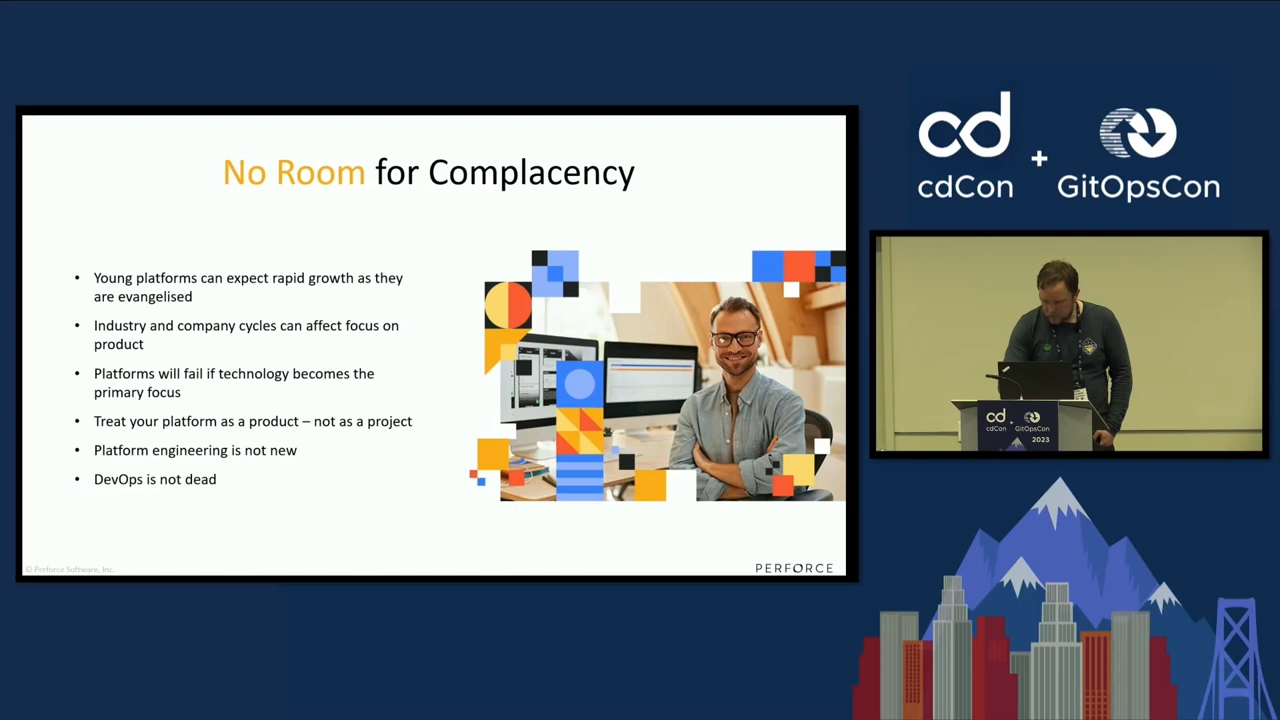 No Room for Complacency
• Young platforms can expect rapid growth as they
are evangelised
• Industry and company cycles can affect focus on
product
• Platforms will fail if technology becomes the
primary focus
• Treat your platform as a product – not as a project
• Platform engineering is not new
• DevOps is not dead
© Perforce Software, Inc.
PERFORCE
cd
cdCon
+
GitOpsCon
cd
cdCon
+
GitOpsCon
2023